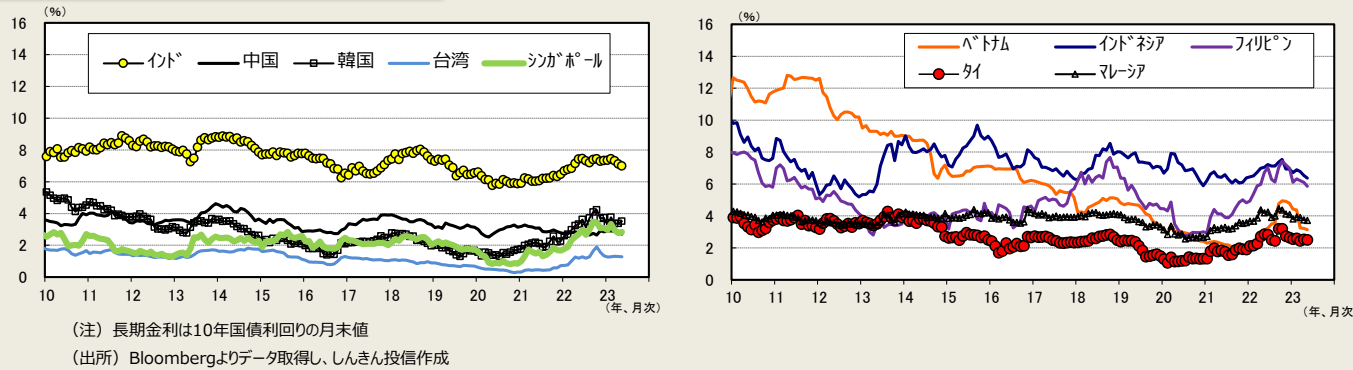 （%）
16
14
12
10
8
6
4
2
0
インド 中国 韓国 台湾 シンガポール
10 11 12 13 14 15 16 17 18 19 20 21 22 23
（年、月次）
（%）
16
14
12
10
8
6
4
2
0
ベトナム インドネシア フィリピン
タイ マレーシア
10 11 12 13 14 15 16 17 18 19 20 21 22 23
（年、月次）
（注）長期金利は10年国債利回りの月末値
（出所）Bloombergよりデータ取得し、しんきん投信作成